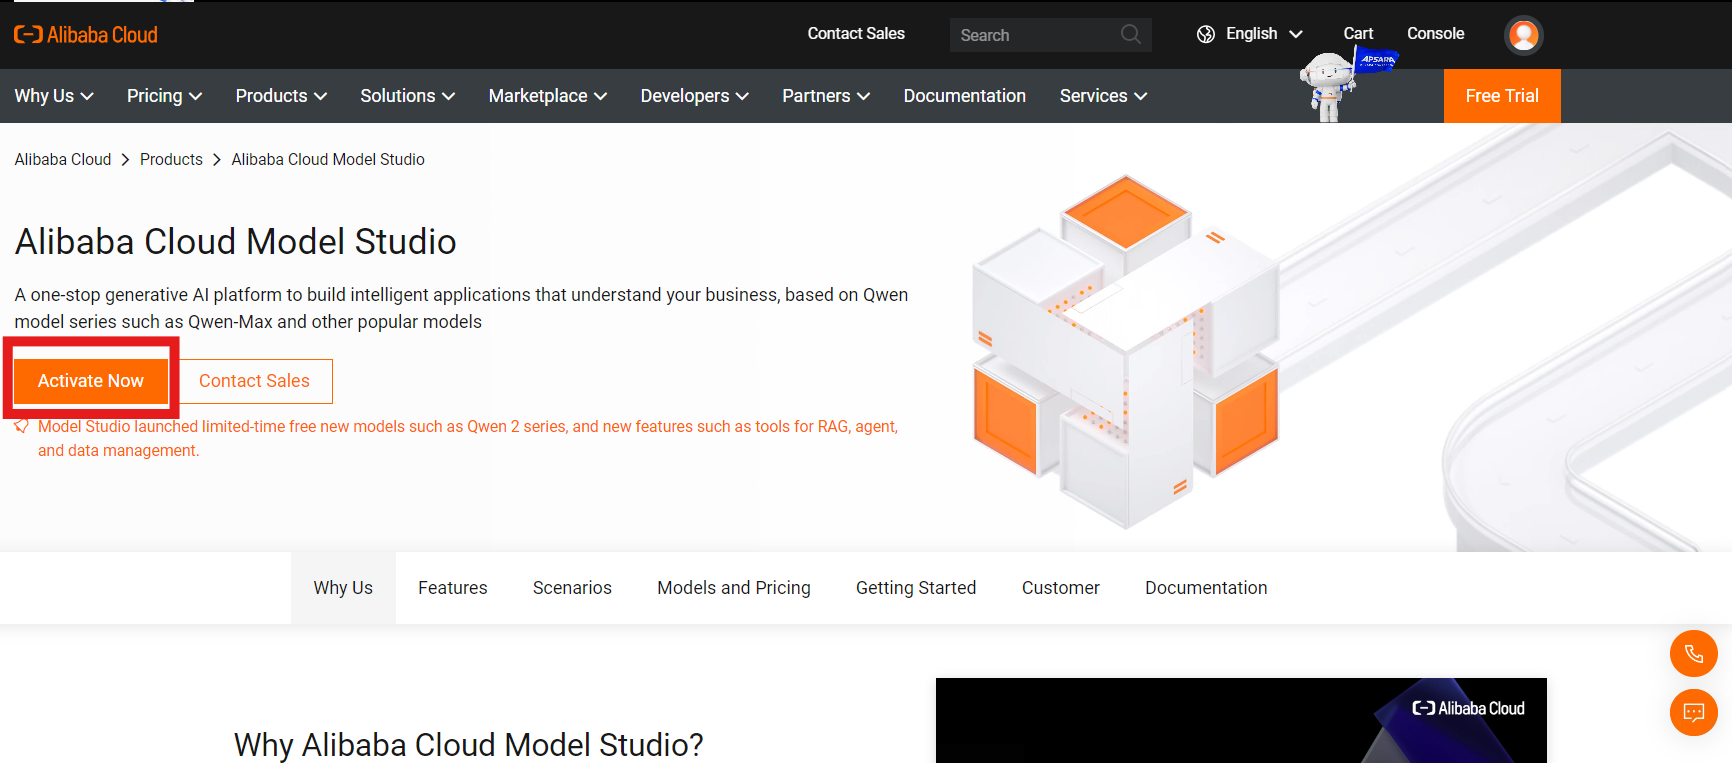 Alibaba Cloud
Contact Sales
Search
English
Cart
Console
APSARA
Why Us
Pricing
Products
Solutions
Marketplace
Developers
Partners
Documentation
Services
Free Trial
Alibaba Cloud > Products > Alibaba Cloud Model Studio
Alibaba Cloud Model Studio
A one-stop generative AI platform to build intelligent applications that understand your business, based on Qwen
model series such as Qwen-Max and other popular models
Activate Now
Contact Sales
Model Studio launched limited-time free new models such as Qwen 2 series, and new features such as tools for RAG, agent,
and data management.
Why Us
Features
Scenarios
Models and Pricing
Getting Started
Customer
Documentation
Alibaba Cloud
Why Alibaba Cloud Model Studio?